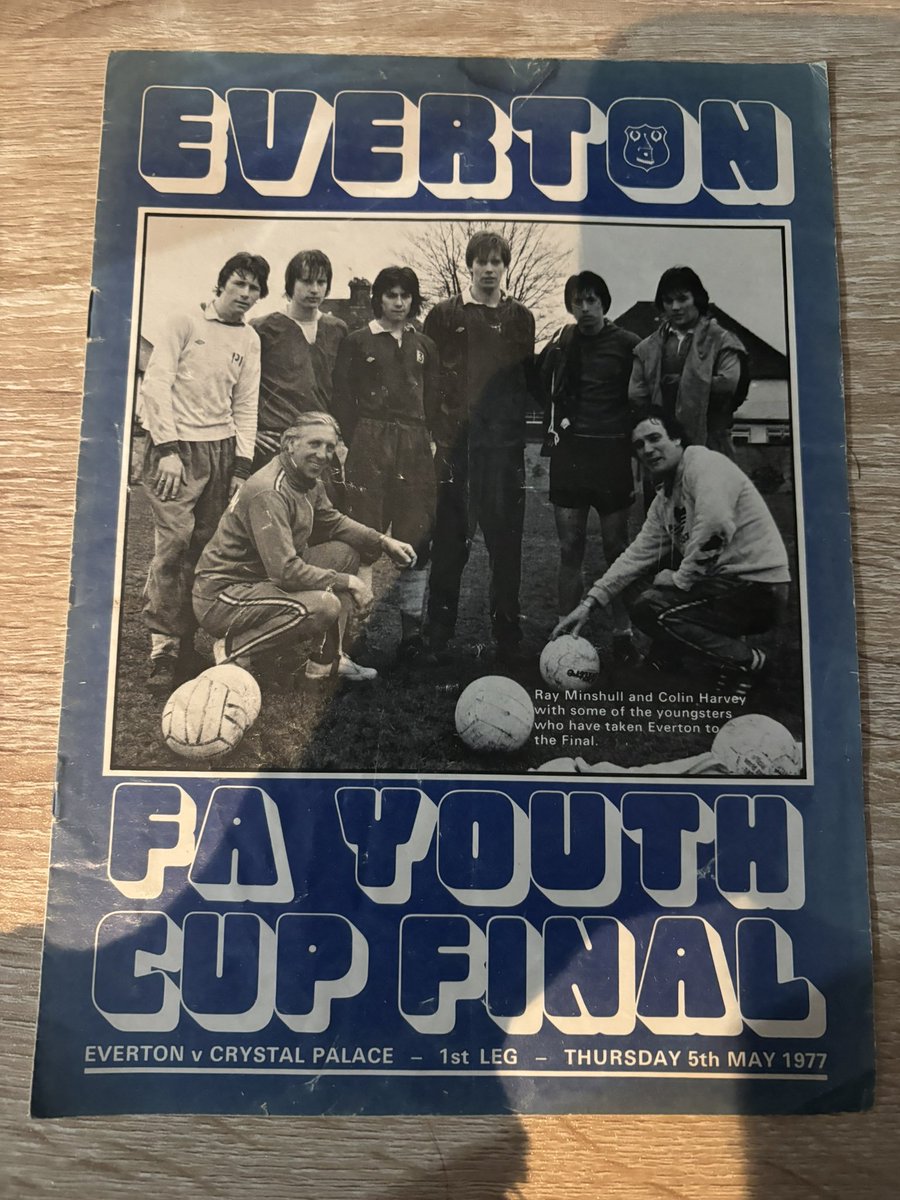 EVERTON
Ray Minshull and Colin Harvey
with some of the youngsters
who have taken Everton to
the Final.
FA YOUTH
CUP FINAL
EVERTON v CRYSTAL PALACE – 1st LEG – THURSDAY 5th MAY 1977